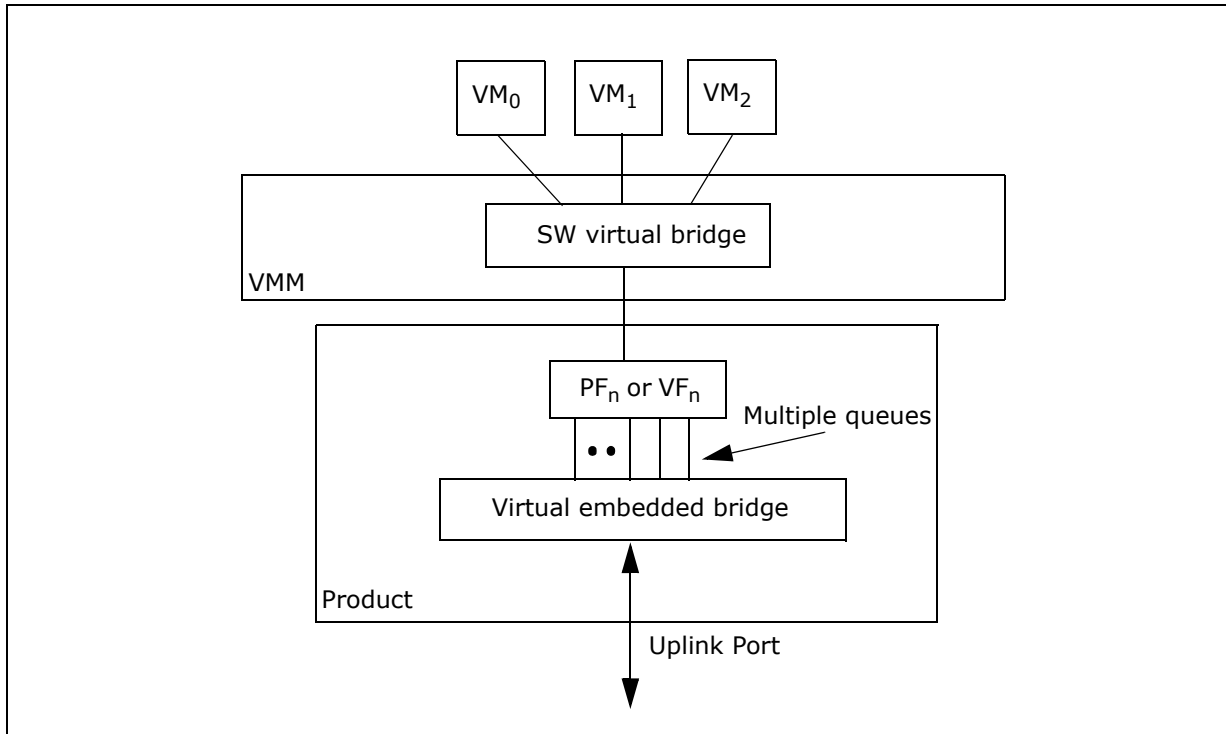 VM0
VM1
VM2
SW virtual bridge
VMM
PFn or VFn
Multiple queues
Virtual embedded bridge
Product
Uplink Port